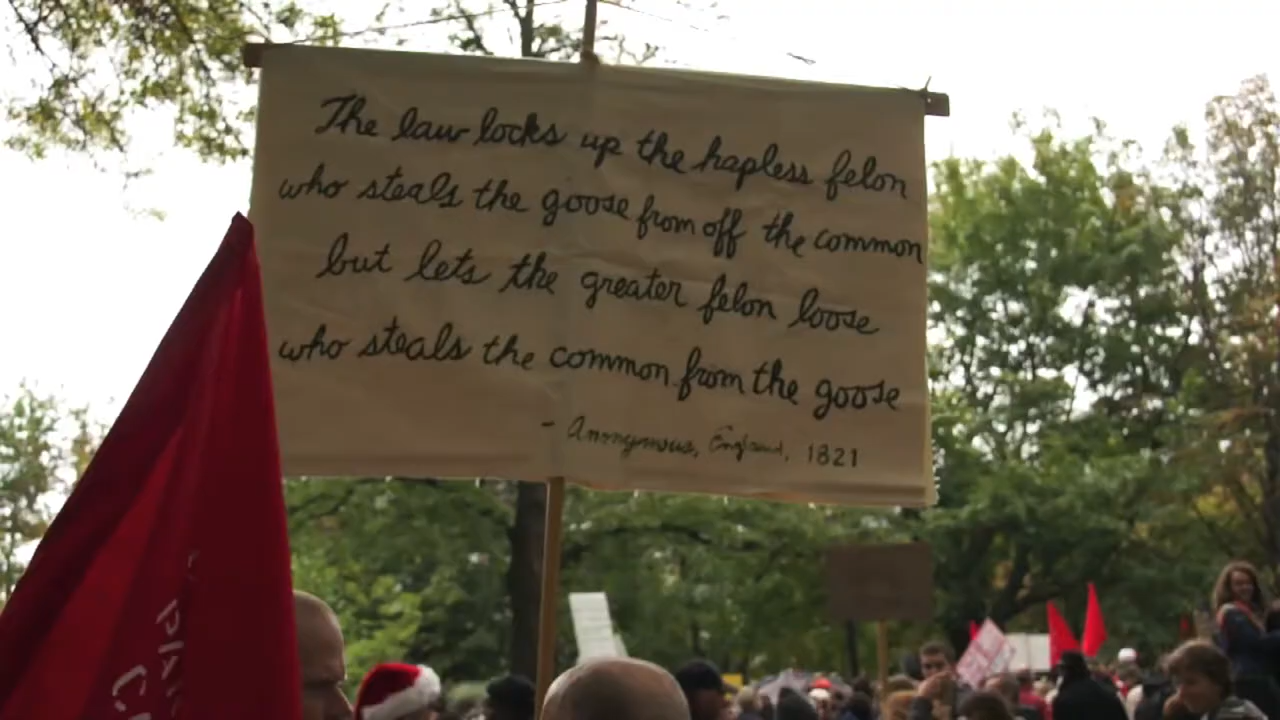 The law locks up the hapless felon
who steals the goose from off the common
but lets the greater felon loose
who steals the common from the goose
- Anonymous, England, 1821